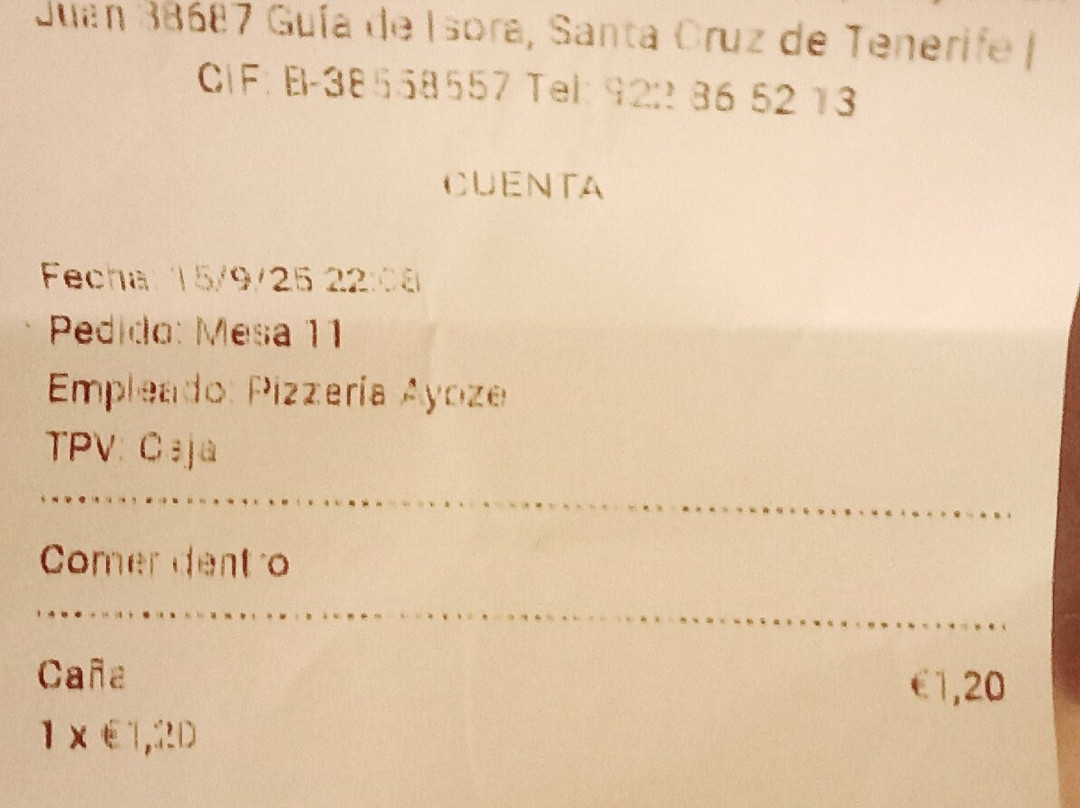 Juan 38687 Guía de Isora, Santa Cruz de Tenerife |
CIF: B-38558557 Tel: 922 86 52 13
CUENTA
Fecha: 15/9/25 22:08
Pedido: Mesa 11
Empleado: Pizzería Ayoze
TPV: Caja
Comer dentro
Caña €1,20
1 x €1,20